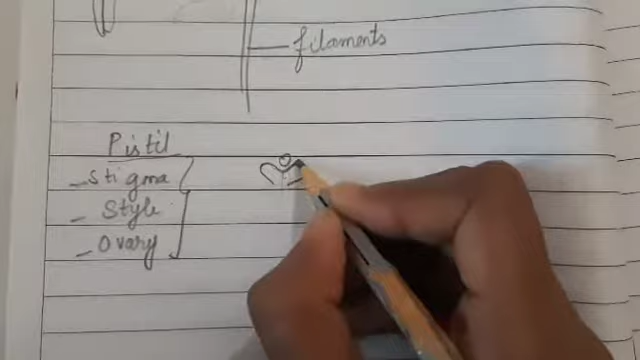 filaments
Pistil
- Stigma
- Style
- Ovary